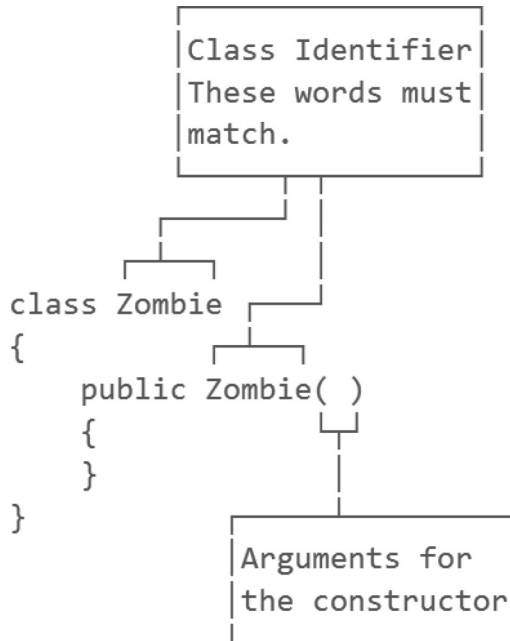 Class Identifier
These words must
match.
class Zombie
{
public Zombie( )
{
}
}
Arguments for
the constructor